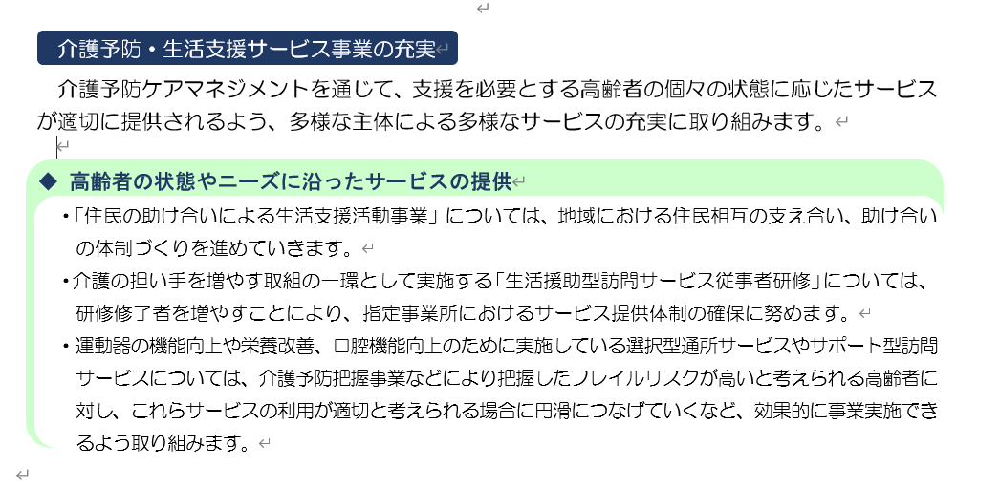 介護予防・生活支援サービス事業の充実
介護予防ケアマネジメントを通じて、支援を必要とする高齢者の個々の状態に応じたサービス
が適切に提供されるよう、多様な主体による多様なサービスの充実に取り組みます。
◆ 高齢者の状態やニーズに沿ったサービスの提供
・「住民の助け合いによる生活支援活動事業」については、地域における住民相互の支え合い、助け合い
の体制づくりを進めていきます。
・介護の担い手を増やす取組の一環として実施する「生活援助型訪問サービス従事者研修」については、
研修修了者を増やすことにより、指定事業所におけるサービス提供体制の確保に努めます。
・運動器の機能向上や栄養改善、口腔機能向上のために実施している選択型通所サービスやサポート型訪問
サービスについては、介護予防把握事業などにより把握したフレイルリスクが高いと考えられる高齢者に
対し、これらサービスの利用が適切と考えられる場合に円滑につなげていくなど、効果的に事業実施でき
るよう取り組みます。